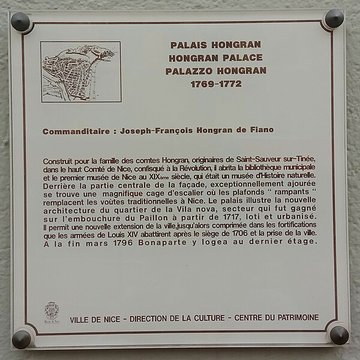 PALAIS HONGRAN
HONGRAN PALACE
PALAZZO HONGRAN
1769-1772
Commanditaire : Joseph-François Hongran de Fiano
Construit pour la famille des comtes Hongran, originaires de Saint-Sauveur sur-Tinée,
dans le haut Comté de Nice, confisqué à la Révolution, il abrita la bibliothèque municipale
et le premier musée de Nice au XIXème siècle, qui était un musée d'Histoire naturelle.
Derrière la partie centrale de la façade, exceptionnellement ajourée
se trouve une magnifique cage d'escalier où les plafonds " rampants "
remplacent les voûtes traditionnelles à Nice. Le palais illustre la nouvelle
architecture du quartier de la Vila nova, secteur qui fut gagné
sur l'embouchure du Paillon à partir de 1717, loti et urbanisé.
Il permit une nouvelle extension de la ville,jusqu'alors comprimée dans les fortifications
que les armées de Louis XIV abattirent après le siège de 1706 et la prise de la ville.
A la fin mars 1796 Bonaparte y logea au dernier étage.
VILLE DE NICE - DIRECTION DE LA CULTURE - CENTRE DU PATRIMOINE